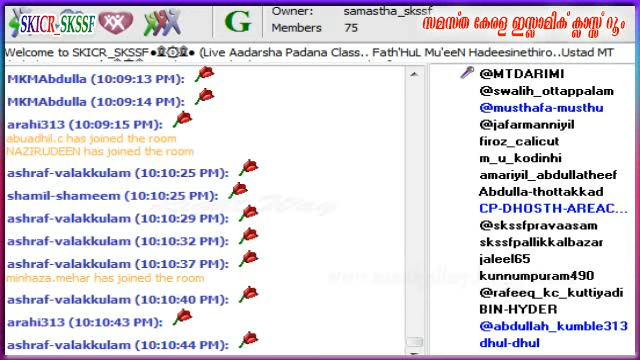 SKICR-SKSSF
G
Owner: samastha_skssf
Members 75
സമസ്ത കേരള ഇസ്ലാമിക് ക്ലാസ്സ് റൂം
Welcome to SKICR_SKSSF ●۩۞۩● (Live Aadarsha Padana Class.. Fath'HuL Mu'eeN Hadeesinethiro..Ustad MT
MKMAbdulla (10:09:13 PM):
MKMAbdulla (10:09:14 PM):
arahi313 (10:09:15 PM):
abuadhil.c has joined the room
NAZIRUDEEN has joined the room
ashraf-valakkulam (10:10:25 PM):
shamil-shameem (10:10:25 PM):
ashraf-valakkulam (10:10:29 PM):
ashraf-valakkulam (10:10:32 PM):
ashraf-valakkulam (10:10:37 PM):
minhaza.mehar has joined the room
ashraf-valakkulam (10:10:40 PM):
arahi313 (10:10:43 PM):
ashraf-valakkulam (10:10:44 PM):
@MTDARIMI
@swalih_ottappalam
@musthafa-musthu
@jafarmanniyil
firoz_calicut
m_u_kodinhi
amariyil_abdullatheef
Abdulla-thottakkad
CP-DHOSTH-AREAC...
@skssfpravaasam
skssfpallikkalbazar
jaleel65
kunnumpuram490
@rafeeq_kc_kuttiyadi
BIN-HYDER
@abdullah_kumble313
dhul-dhul